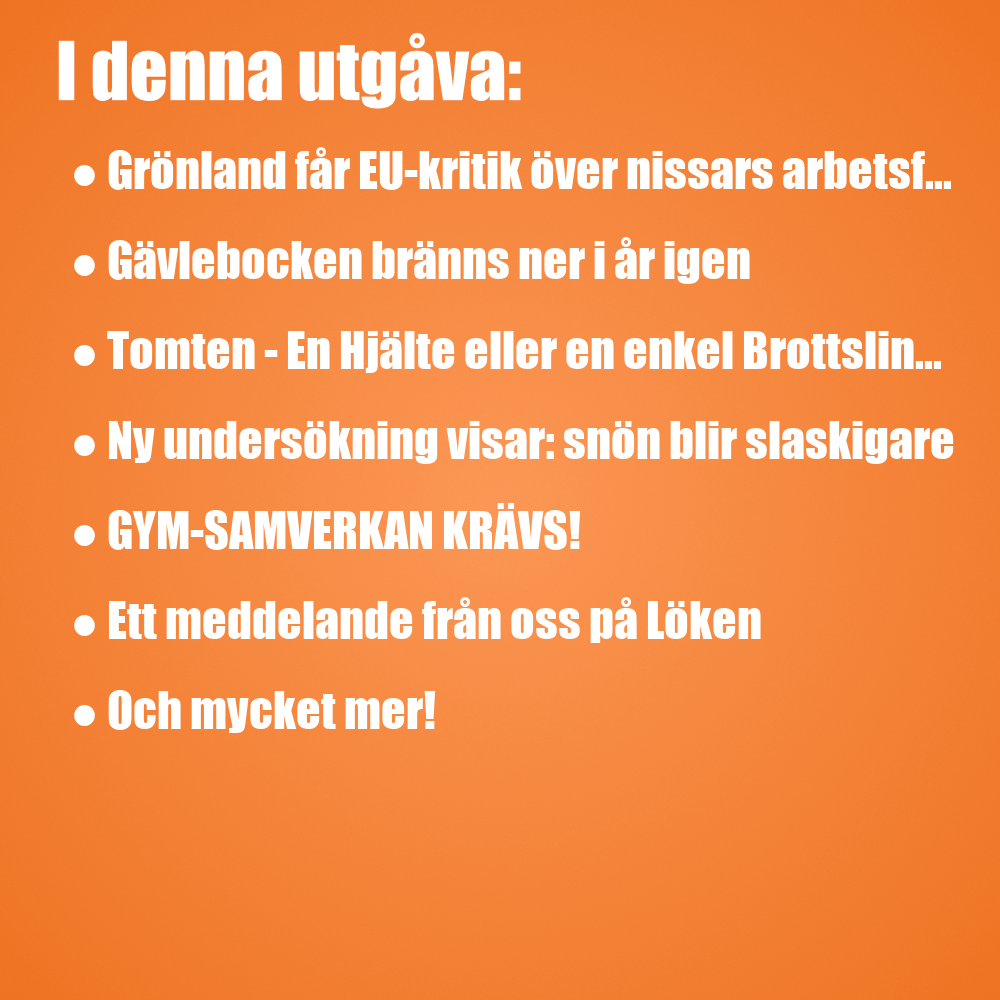 I denna utgåva:
• Grönland får EU-kritik över nissars arbetsf...
• Gävlebocken bränns ner i år igen
• Tomten - En Hjälte eller en enkel Brottslin...
• Ny undersökning visar: snön blir slaskigare
• GYM-SAMVERKAN KRÄVS!
• Ett meddelande från oss på Löken
• Och mycket mer!